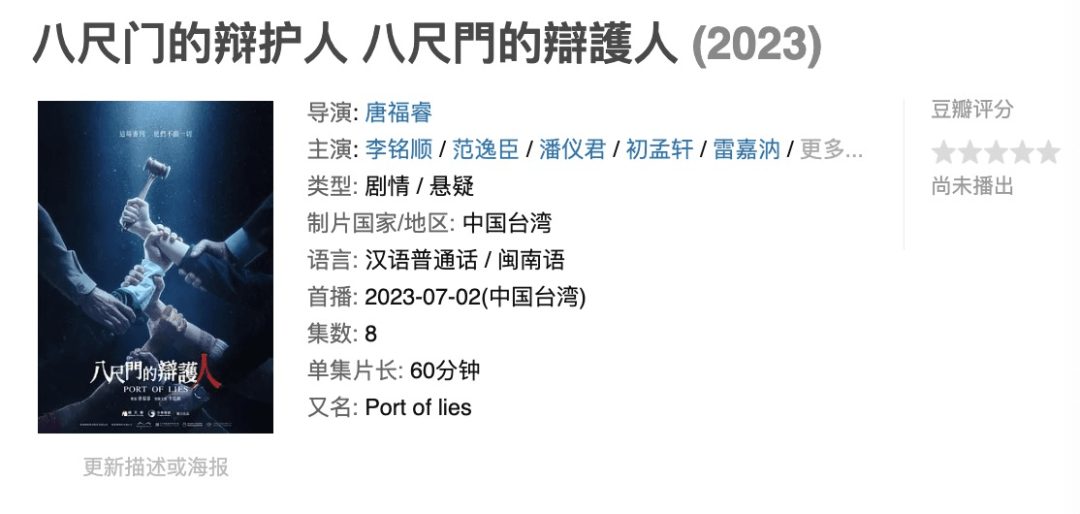 八尺门的辩护人 八尺門的辯護人 (2023)
导演: 唐福睿
主演: 李铭顺 / 范逸臣 / 潘仪君 / 初孟轩 / 雷嘉汭 / 更多...
类型: 剧情 / 悬疑
制片国家/地区: 中国台湾
语言: 汉语普通话 / 闽南语
首播: 2023-07-02(中国台湾)
集数: 8
单集片长: 60分钟
又名: Port of lies
豆瓣评分
尚未播出
八尺門的辯護人
PORT OF LIES
更新描述或海报